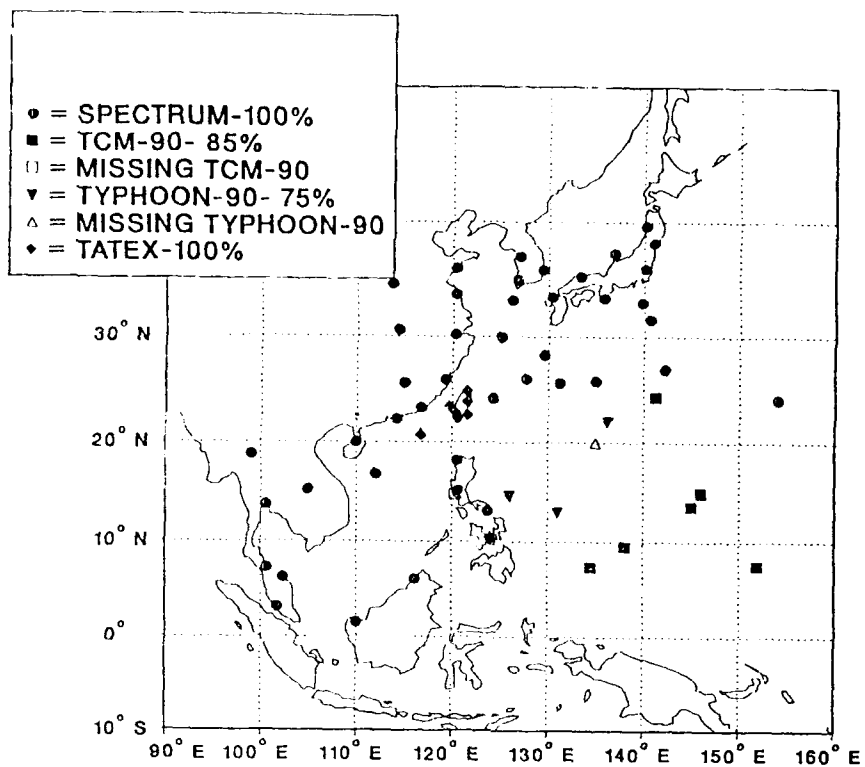 ● = SPECTRUM-100%
■ = TCM-90- 85%
□ = MISSING TCM-90
▼ = TYPHOON-90- 75%
△ = MISSING TYPHOON-90
◆ = TATEX-100%
30° N
20° N
10° N
0°
10° S
90° E 100° E 110° E 120° E 130° E 140° E 150° E 160° E